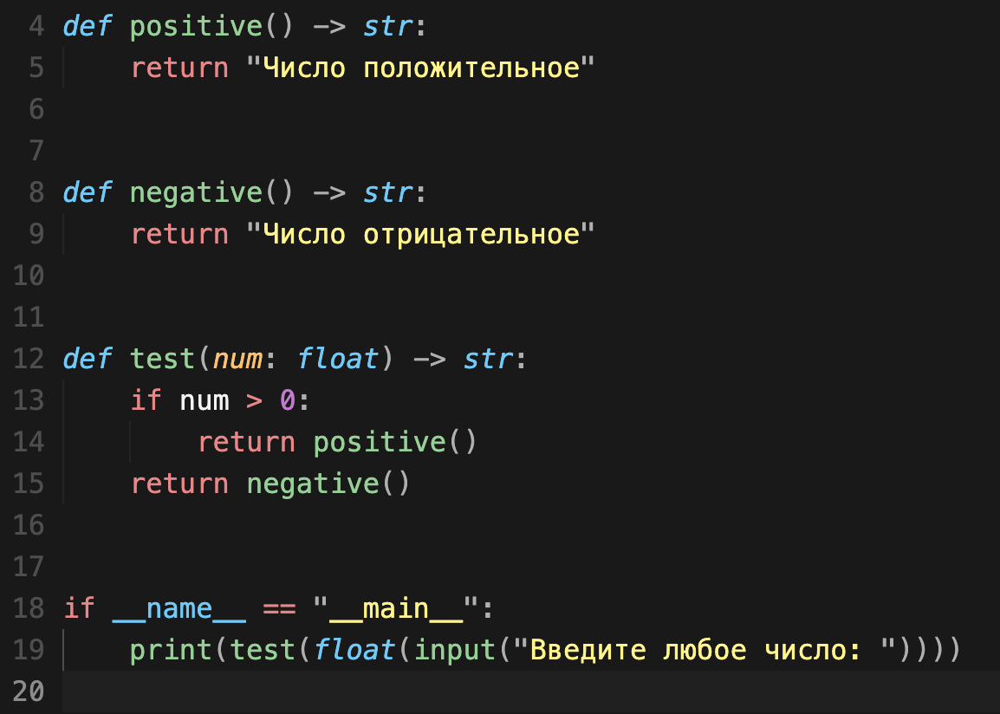 4 def positive() -> str:
5     return "Число положительное"
6
7
8 def negative() -> str:
9     return "Число отрицательное"
10
11
12 def test(num: float) -> str:
13     if num > 0:
14         return positive()
15     return negative()
16
17
18 if __name__ == "__main__":
19     print(test(float(input("Введите любое число: "))))
20